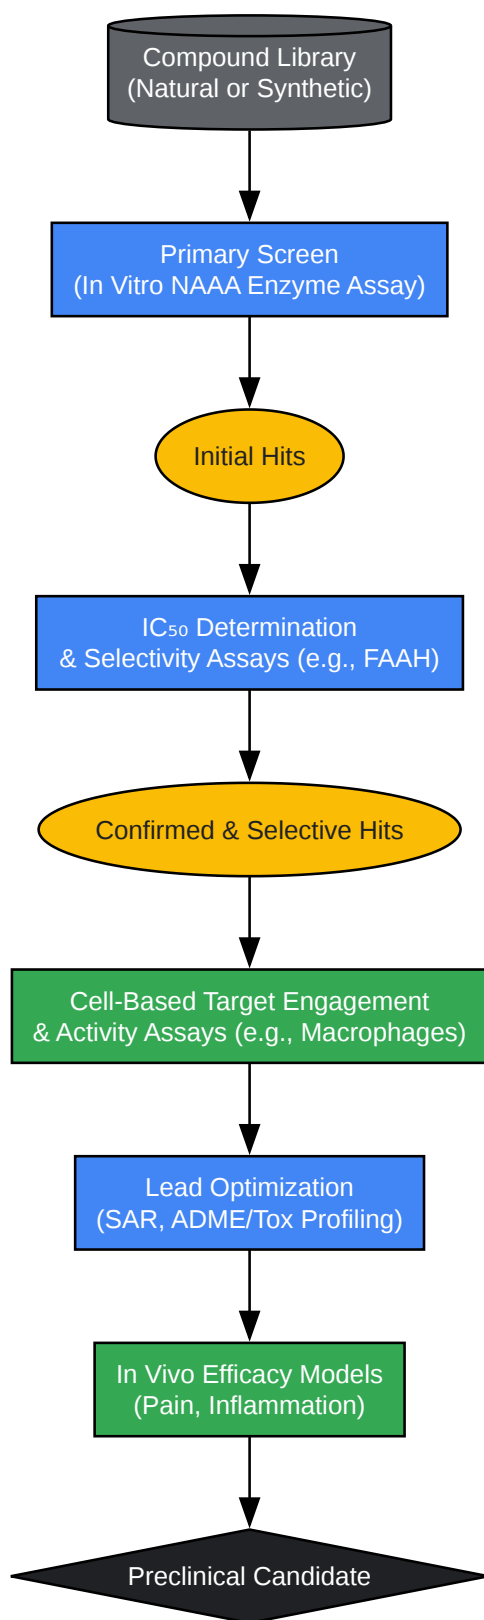 Compound Library
(Natural or Synthetic)
Primary Screen
(In Vitro NAAA Enzyme Assay)
Initial Hits
IC₅₀ Determination
& Selectivity Assays (e.g., FAAH)
Confirmed & Selective Hits
Cell-Based Target Engagement
& Activity Assays (e.g., Macrophages)
Lead Optimization
(SAR, ADME/Tox Profiling)
In Vivo Efficacy Models
(Pain, Inflammation)
Preclinical Candidate